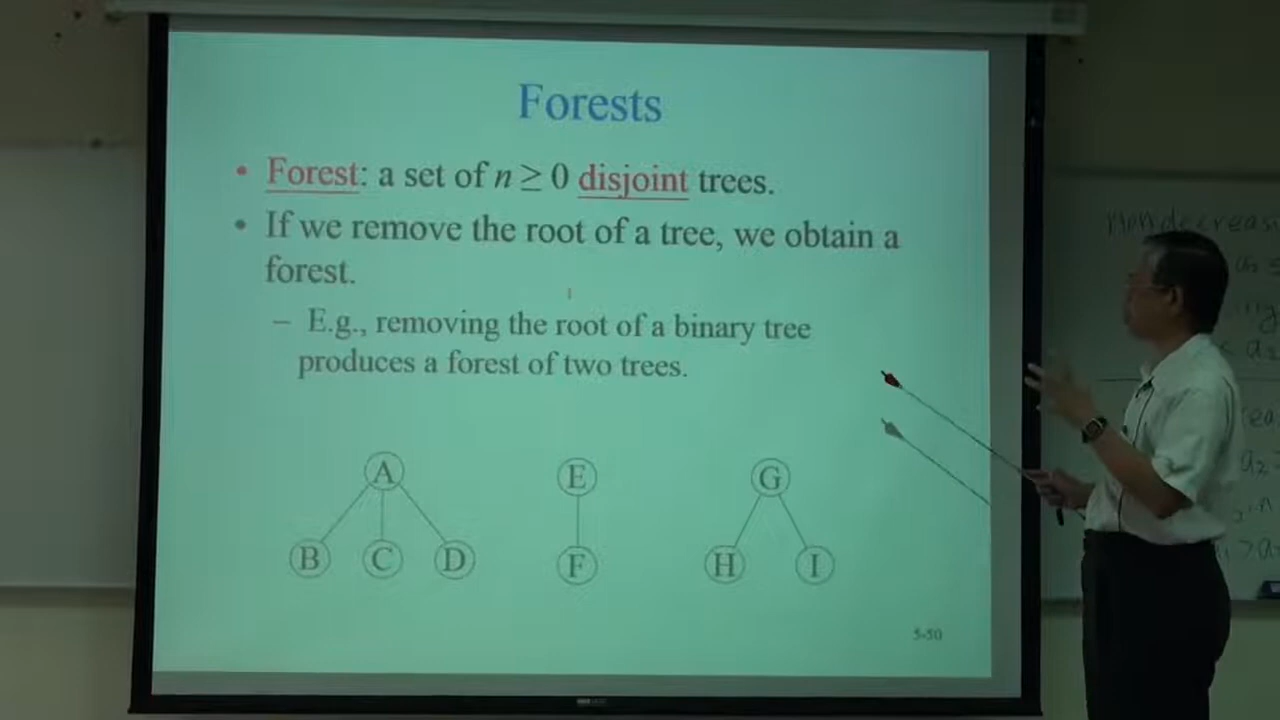 Forests
• Forest: a set of n ≥ 0 disjoint trees.
• If we remove the root of a tree, we obtain a
forest.
– E.g., removing the root of a binary tree
produces a forest of two trees.
A
E
G
B C D
F
H I
5-50